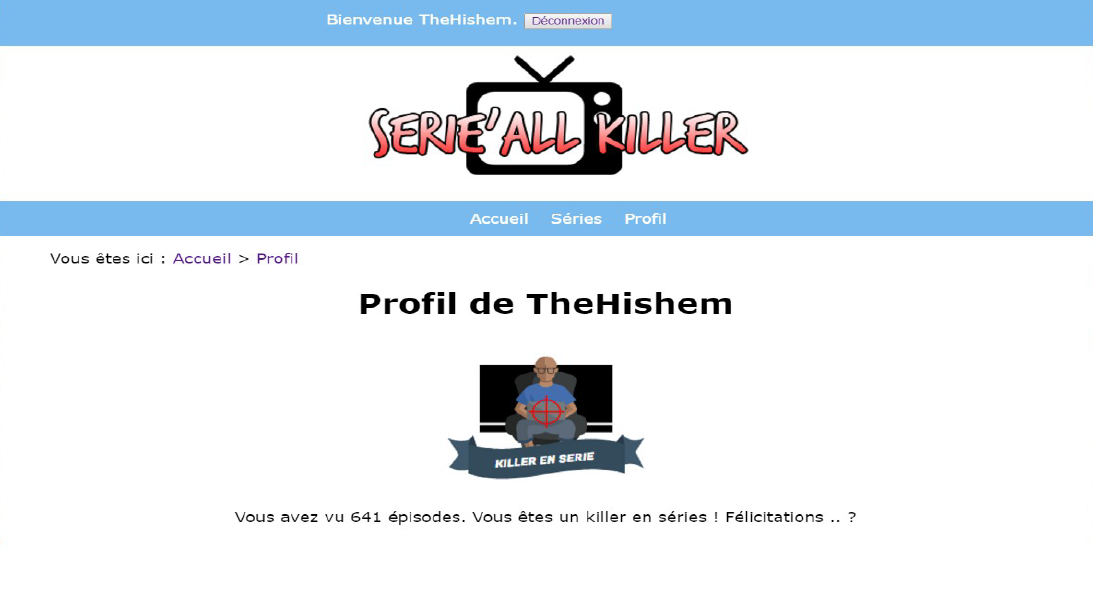 Bienvenue TheHishem. Déconnexion
SERIE'ALL KILLER
Accueil Séries Profil
Vous êtes ici : Accueil > Profil
Profil de TheHishem
KILLER EN SERIE
Vous avez vu 641 épisodes. Vous êtes un killer en séries ! Félicitations .. ?